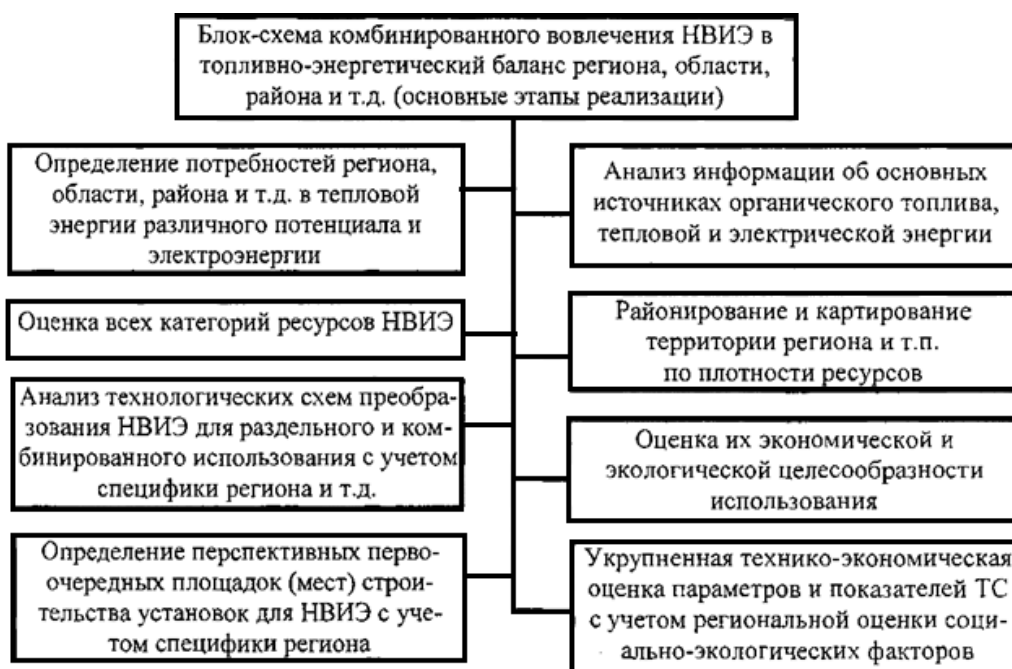 Блок-схема комбинированного вовлечения НВИЭ в
топливно-энергетический баланс региона, области,
района и т.д. (основные этапы реализации)
Определение потребностей региона,
области, района и т.д. в тепловой
энергии различного потенциала и
электроэнергии
Анализ информации об основных
источниках органического топлива,
тепловой и электрической энергии
Оценка всех категорий ресурсов НВИЭ
Районирование и картирование
территории региона и т.п.
по плотности ресурсов
Анализ технологических схем преобра-
зования НВИЭ для раздельного и ком-
бинированного использования с учетом
специфики региона и т.д.
Оценка их экономической и
экологической целесообразности
использования
Определение перспективных перво-
очередных площадок (мест) строи-
тельства установок для НВИЭ с уче-
том специфики региона
Укрупненная технико-экономическая
оценка параметров и показателей ТС
с учетом региональной оценки соци-
ально-экологических факторов